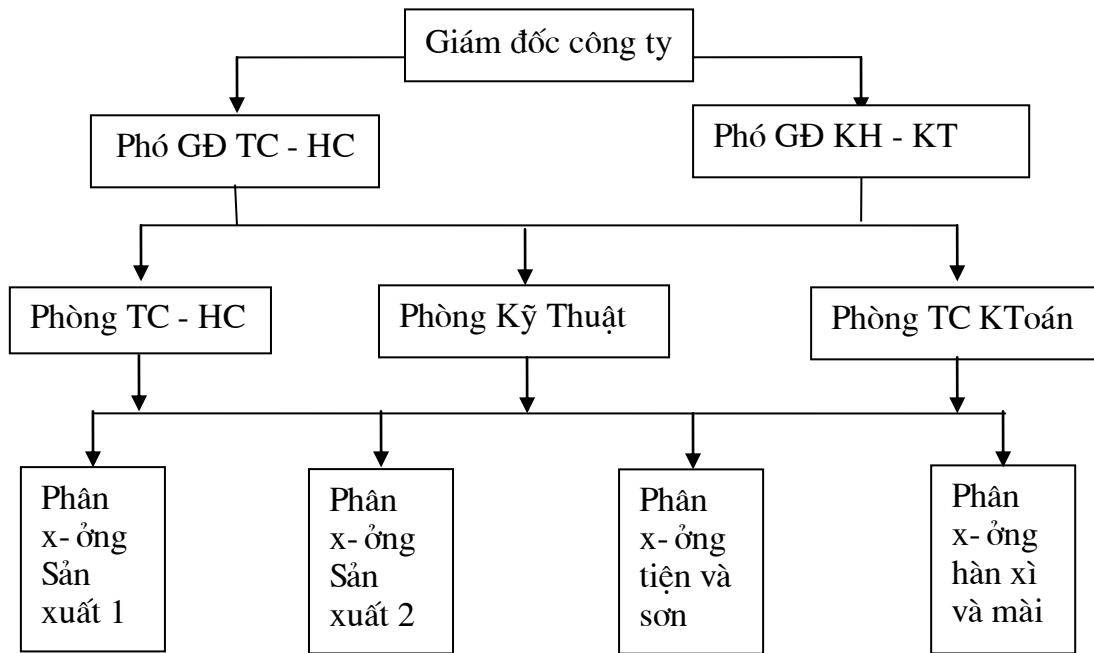 Giám đốc công ty
Phó GĐ TC - HC
Phó GĐ KH - KT
Phòng TC - HC
Phòng Kỹ Thuật
Phòng TC KToán
Phân
x- ởng
Sản
xuất 1
Phân
x- ởng
Sản
xuất 2
Phân
x- ởng
tiện và
sơn
Phân
x- ởng
hàn xì
và mài